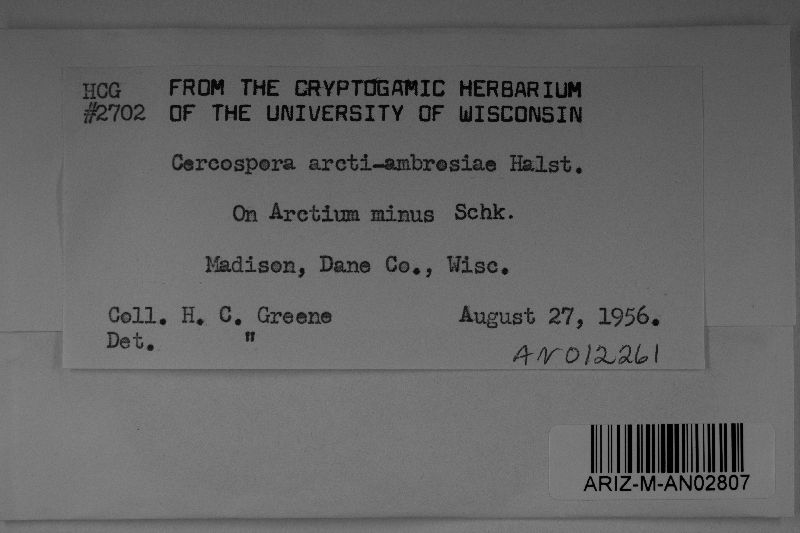 HCG FROM THE CRYPTOGAMIC HERBARIUM
#2702 OF THE UNIVERSITY OF WISCONSIN
Cercospora arcti-ambrosiae Halst.
On Arctium minus Schk.
Madison, Dane Co., Wisc.
Coll. H. C. Greene August 27, 1956.
Det. "
AN012261
ARIZ-M-AN02807